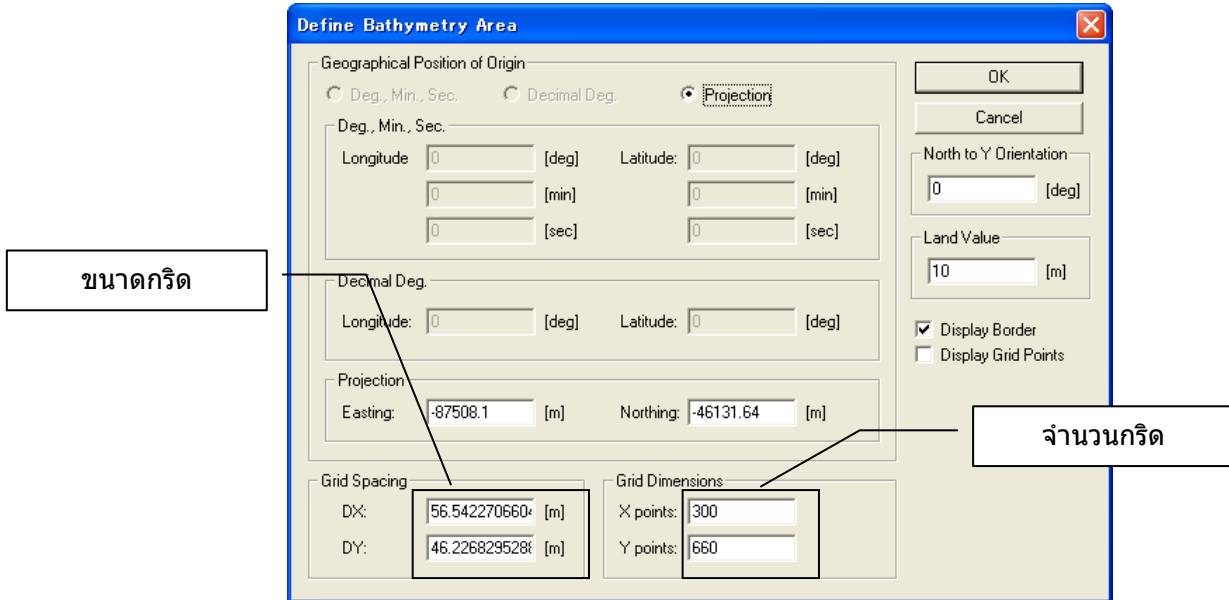 Define Bathymetry Area
Geographical Position of Origin
Deg., Min., Sec. Decimal Deg. Projection
Deg., Min., Sec.
Longitude 0 [deg] Latitude: 0 [deg]
0 [min] 0 [min]
0 [sec] 0 [sec]
Decimal Deg.
Longitude: 0 [deg] Latitude: 0 [deg]
Projection
Easting: -87508.1 [m] Northing: -46131.64 [m]
Grid Spacing
DX: 56.5422706604 [m]
DY: 46.2268295288 [m]
Grid Dimensions
X points: 300
Y points: 660
OK
Cancel
North to Y Orientation
0 [deg]
Land Value
10 [m]
Display Border
Display Grid Points
ขนาดกริด
จำนวนกริด